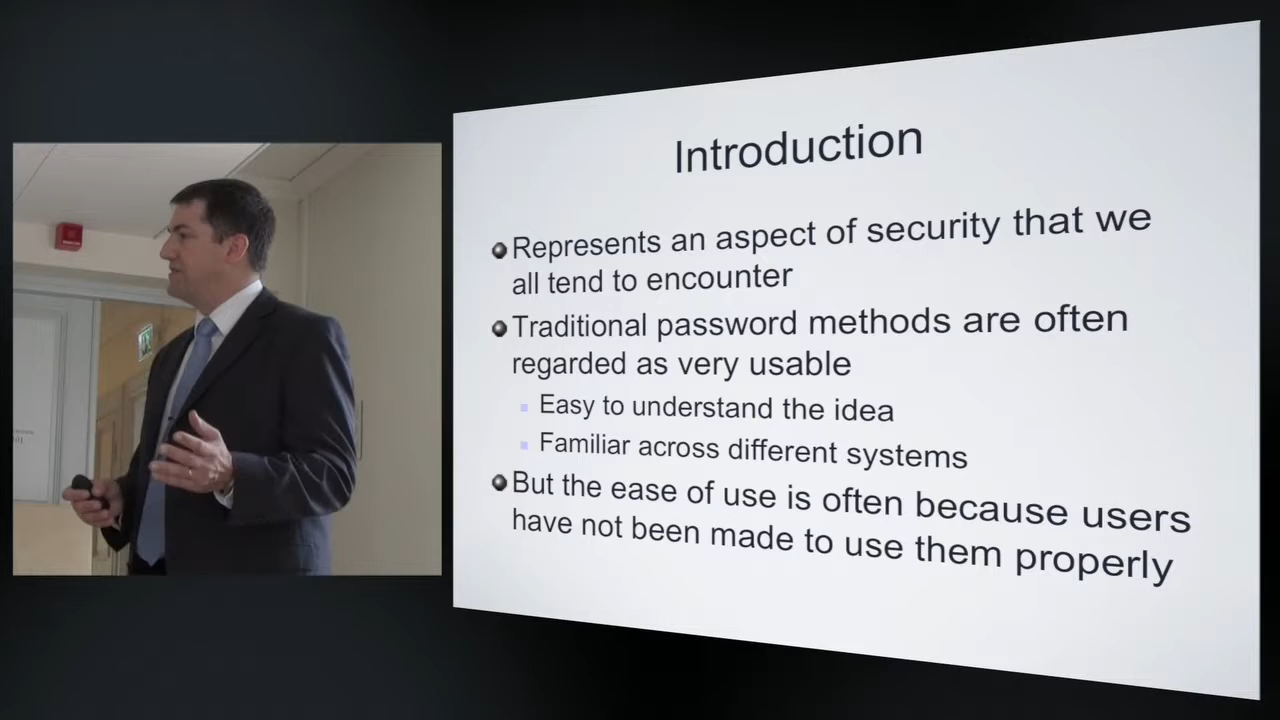 Introduction
Represents an aspect of security that we
all tend to encounter
Traditional password methods are often
regarded as very usable
Easy to understand the idea
Familiar across different systems
But the ease of use is often because users
have not been made to use them properly